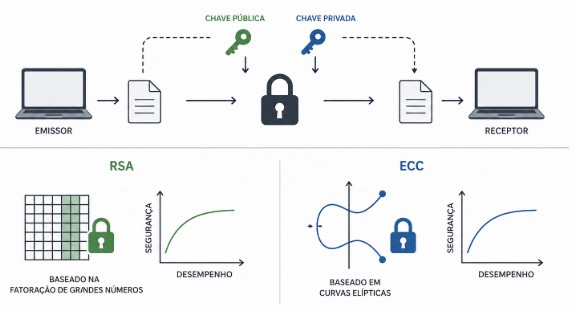 CHAVE PÚBLICA
CHAVE PRIVADA
EMISSOR
RECEPTOR
RSA
SEGURANÇA
DESEMPENHO
BASEADO NA
FATORAÇÃO DE GRANDES NÚMEROS
ECC
SEGURANÇA
DESEMPENHO
BASEADO EM
CURVAS ELÍPTICAS